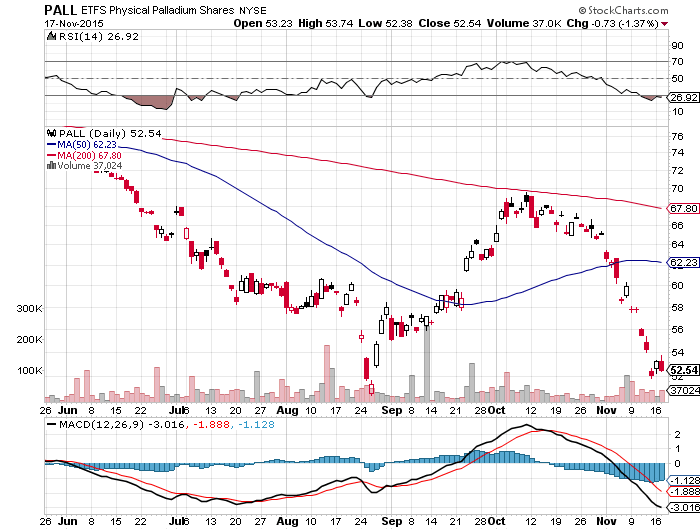 PALL ETFS Physical Palladium Shares NYSE © StockCharts.com
17-Nov-2015 Open 53.23 High 53.74 Low 52.38 Close 52.54 Volume 37.0K Chg -0.73 (-1.37%)
RSI(14) 26.92
90
70
50
30
26.92
10
PALL (Daily) 52.54
MA(50) 62.23
MA(200) 67.80
Volume 37,024
76
74
72
70
67.80
66
64
62.23
60
58
56
54
52.54
52
300K
200K
100K
37024
26 Jun 8 15 22 Jul 6 13 20 27 Aug 10 17 24 Sep 8 14 21 28 Oct 12 19 26 Nov 9 16
MACD(12,26,9) -3.016, -1.888, -1.128
2
1
0
-1.128
-1.888
-3.016
26 Jun 8 15 22 Jul 6 13 20 27 Aug 10 17 24 Sep 8 14 21 28 Oct 12 19 26 Nov 9 16